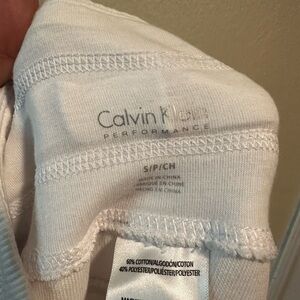 Calvin Klein
PERFORMANCE
S/P/CH
MADE IN CHINA
FABRIQUÉ EN CHINE
HECHO EN CHINA
60% COTTON/ALGODÓN/COTON
40% POLYESTER/POLIÉSTER/POLYESTER